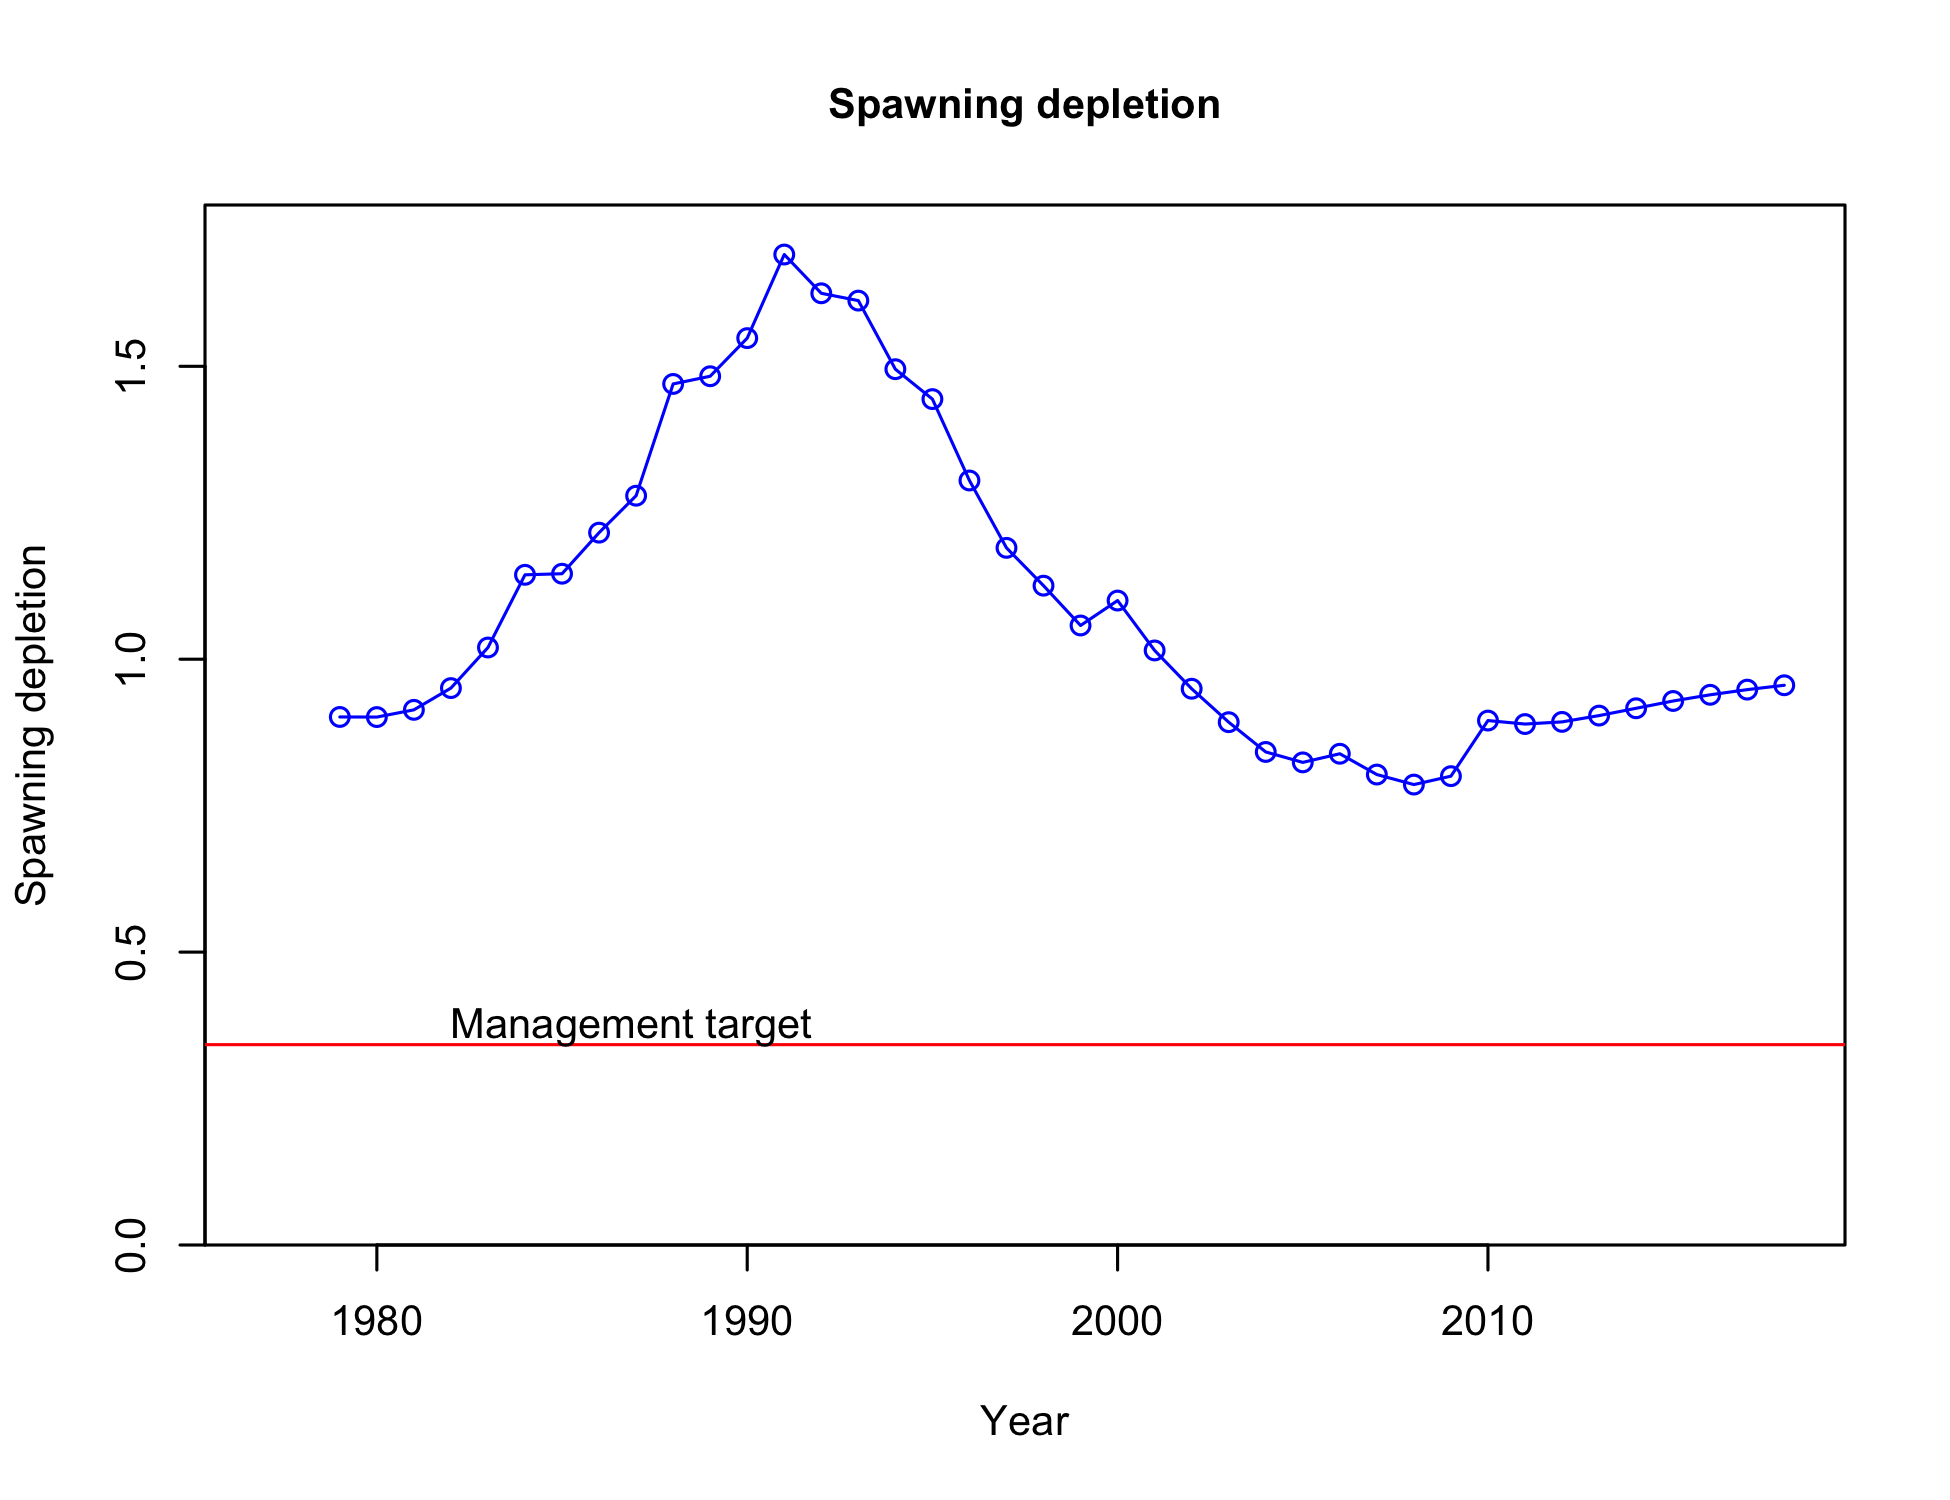 Spawning depletion
Spawning depletion
1.5
1.0
0.5
0.0
Management target
1980 1990 2000 2010
Year